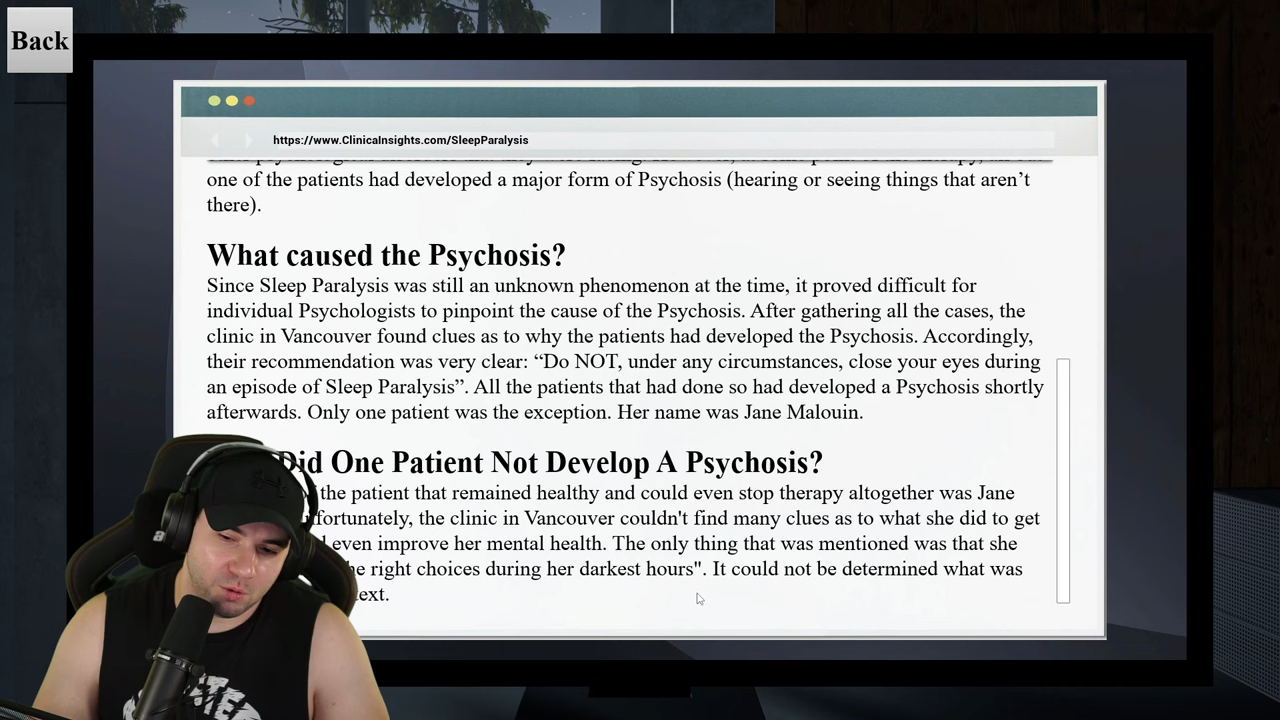 Back
https://www.ClinicaInsights.com/SleepParalysis
one of the patients had developed a major form of Psychosis (hearing or seeing things that aren’t
there).
What caused the Psychosis?
Since Sleep Paralysis was still an unknown phenomenon at the time, it proved difficult for
individual Psychologists to pinpoint the cause of the Psychosis. After gathering all the cases, the
clinic in Vancouver found clues as to why the patients had developed the Psychosis. Accordingly,
their recommendation was very clear: “Do NOT, under any circumstances, close your eyes during
an episode of Sleep Paralysis”. All the patients that had done so had developed a Psychosis shortly
afterwards. Only one patient was the exception. Her name was Jane Malouin.
Did One Patient Not Develop A Psychosis?
the patient that remained healthy and could even stop therapy altogether was Jane
the clinic in Vancouver couldn't find many clues as to what she did to get
even improve her mental health. The only thing that was mentioned was that she
right choices during her darkest hours". It could not be determined what was